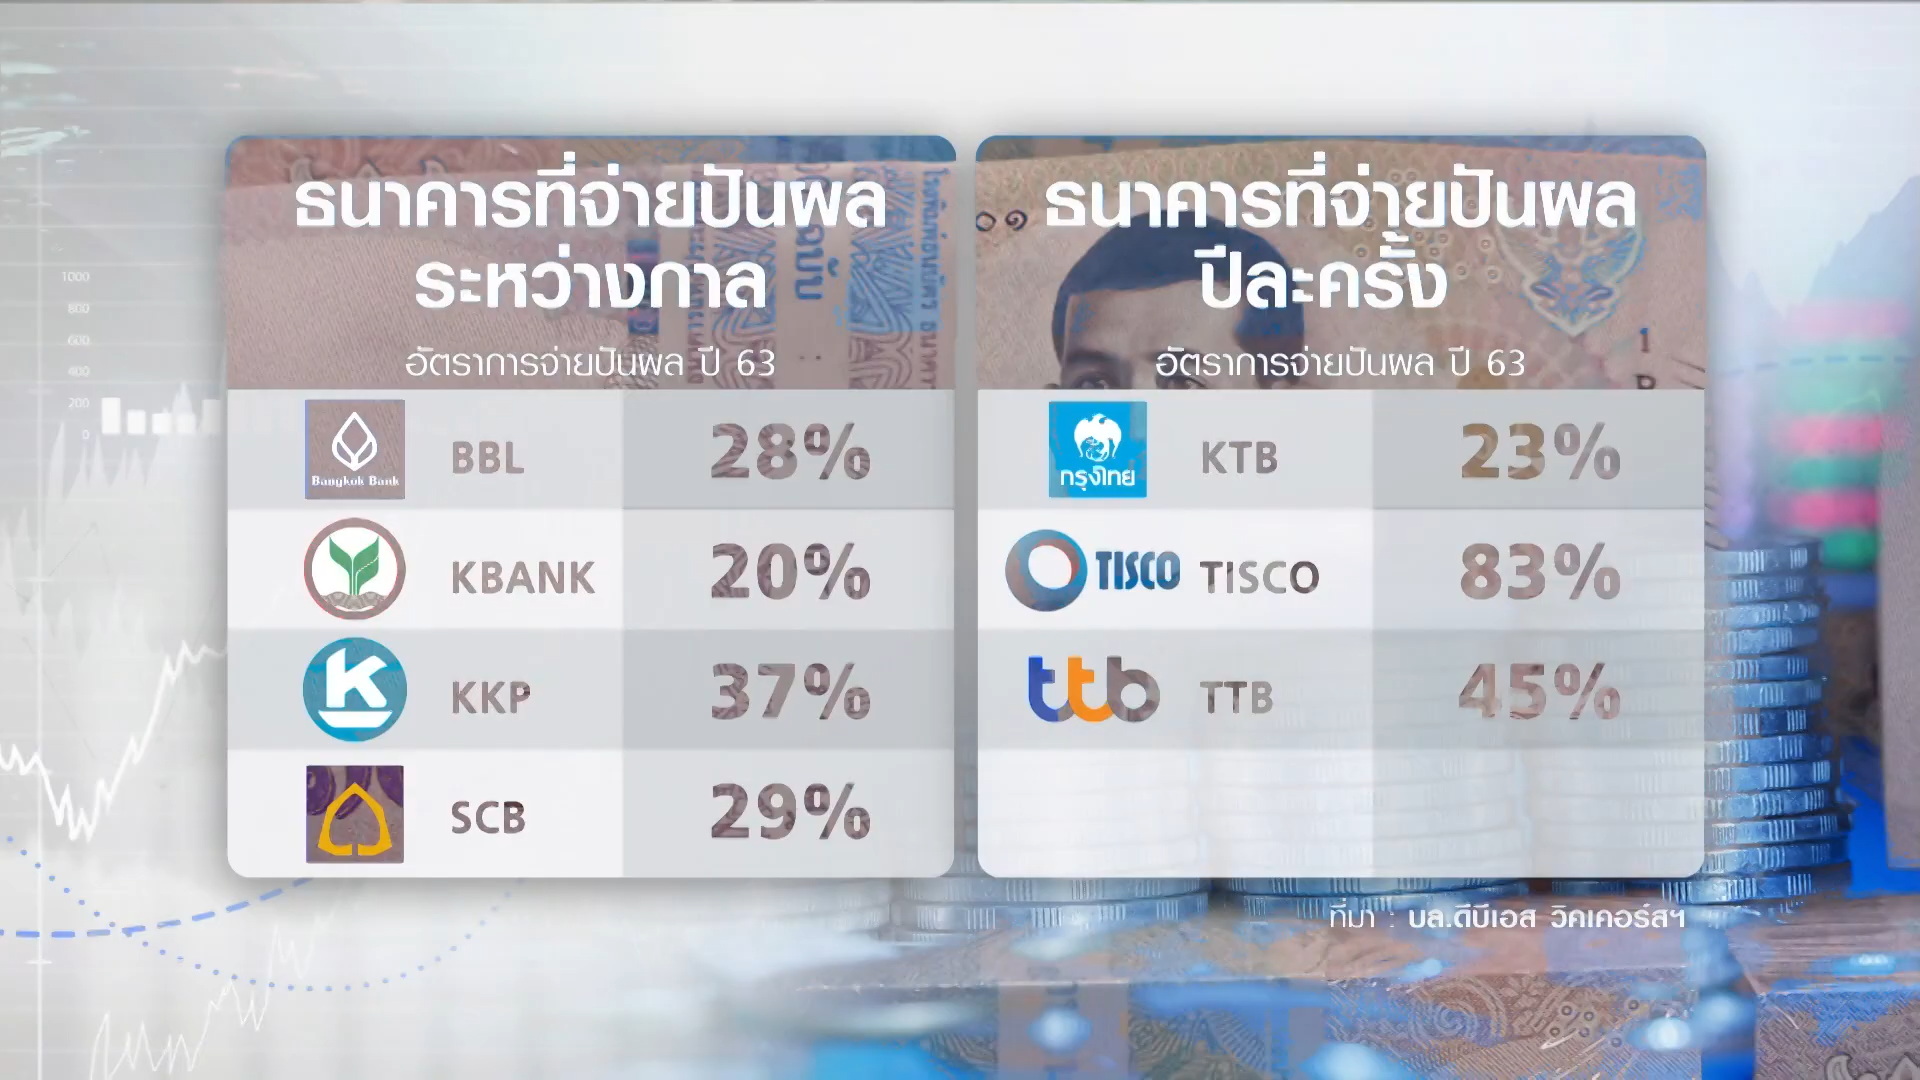 ธนาคารที่จ่ายปันผล
ระหว่างกาล
อัตราการจ่ายปันผล ปี 63
Bangkok Bank BBL 28%
KBANK 20%
KKP 37%
SCB 29%
ธนาคารที่จ่ายปันผล
ปีละครั้ง
อัตราการจ่ายปันผล ปี 63
กรุงไทย KTB 23%
TISCO TISCO 83%
ttb TTB 45%
ที่มา : บล.ดีบีเอส วิคเคอร์สฯ
1000
800
600
400
200
0